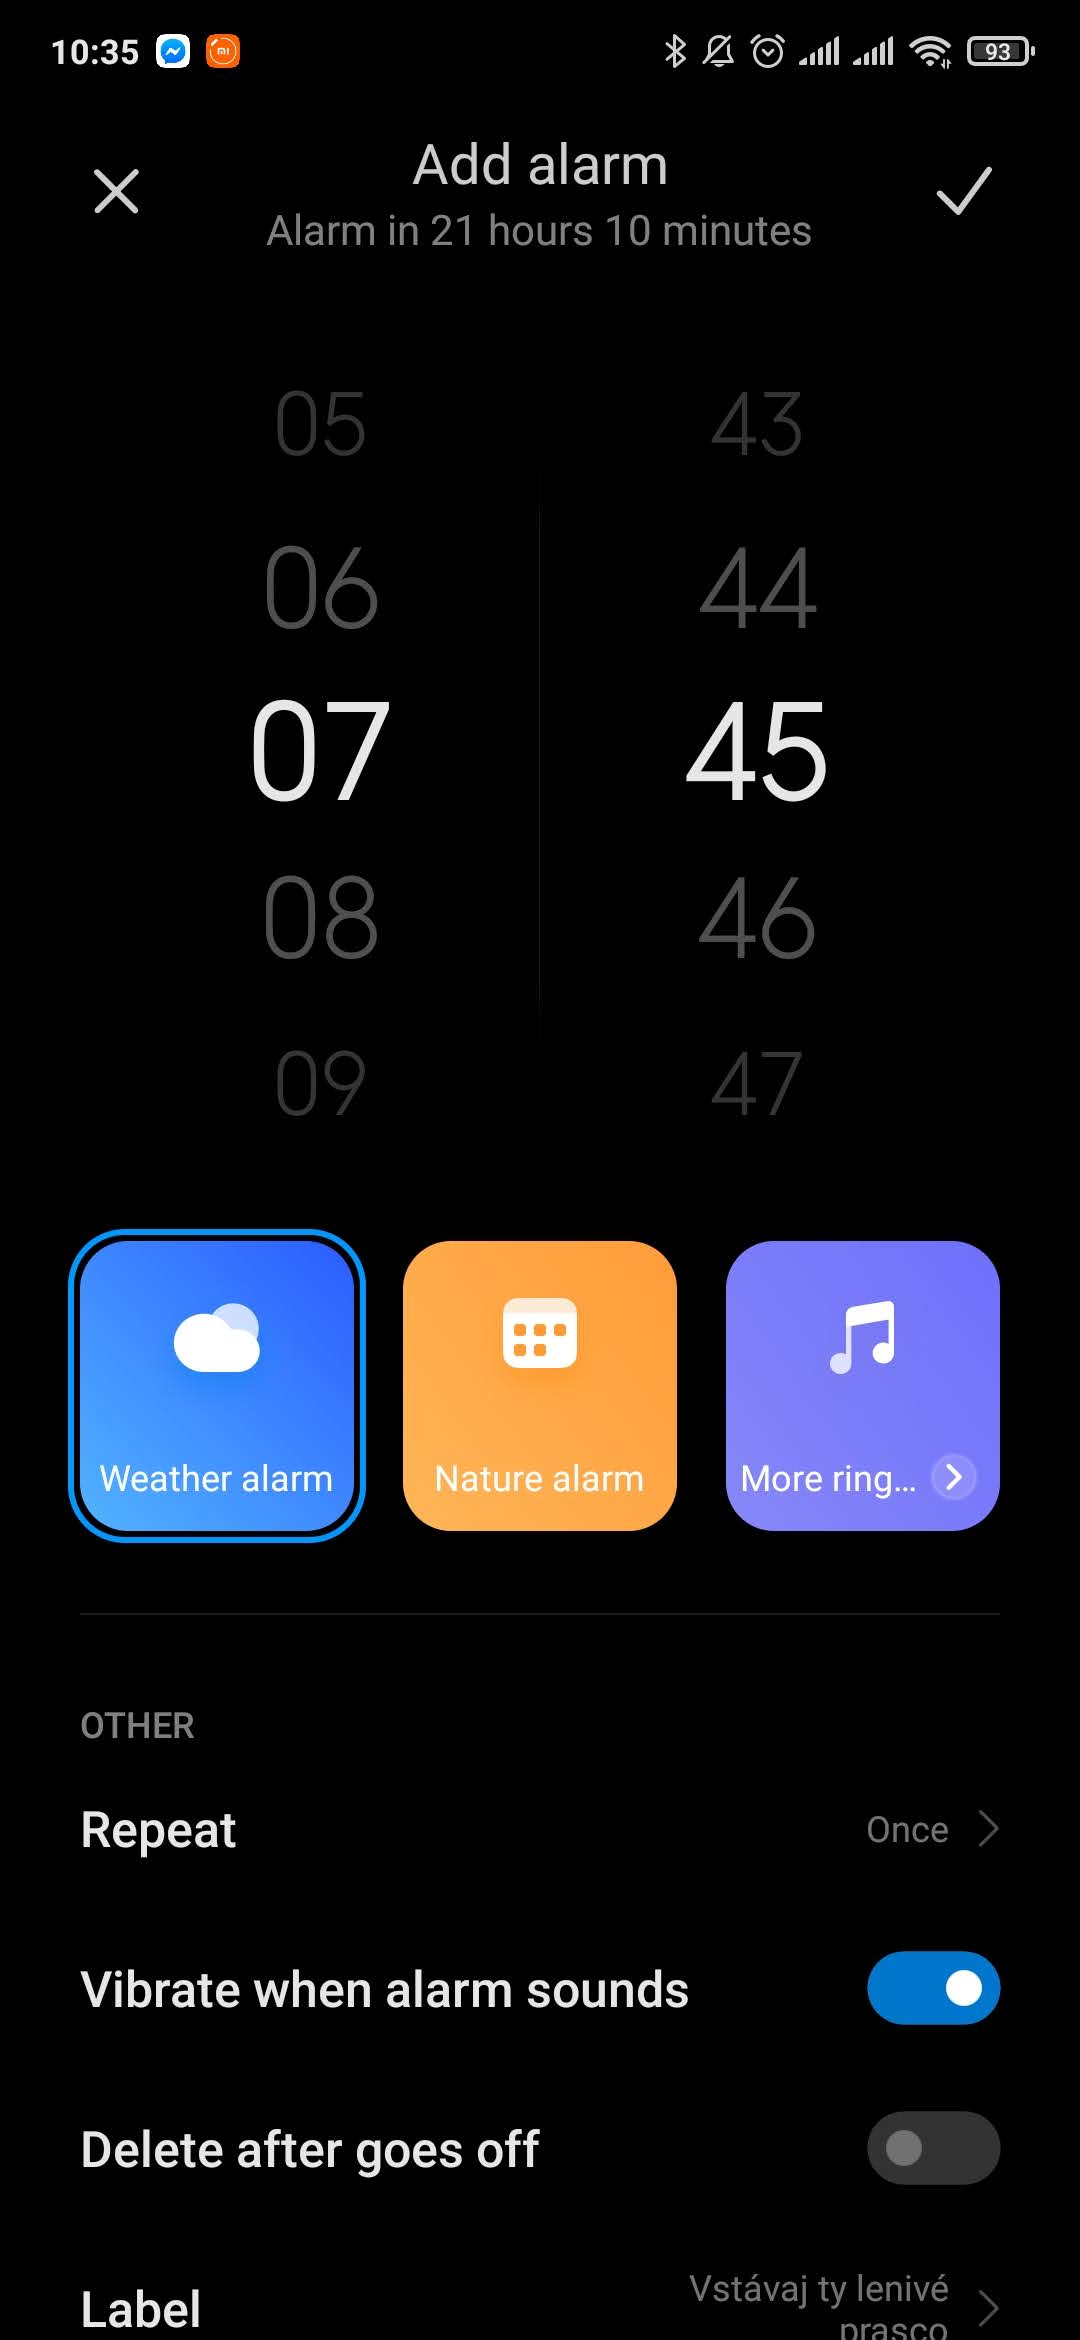 10:35
93
Add alarm
Alarm in 21 hours 10 minutes
05 43
06 44
07 45
08 46
09 47
Weather alarm
Nature alarm
More ring...
OTHER
Repeat Once
Vibrate when alarm sounds
Delete after goes off
Label Vstávaj ty lenivé
prasco